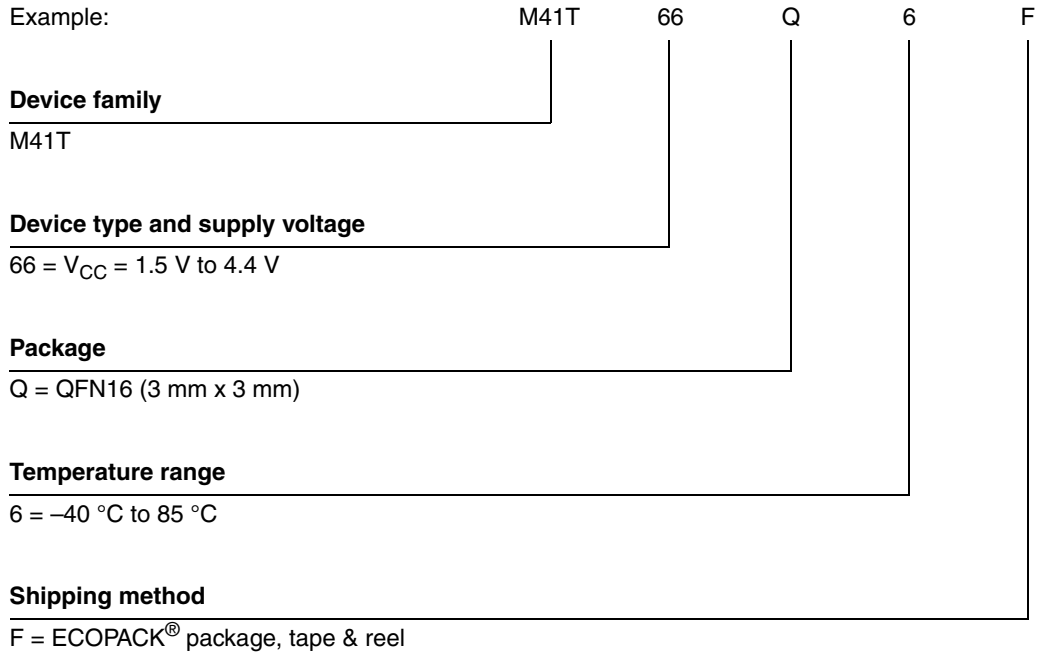 Example: M41T 66 Q 6 F
Device family
M41T
Device type and supply voltage
66 = VCC = 1.5 V to 4.4 V
Package
Q = QFN16 (3 mm x 3 mm)
Temperature range
6 = –40 °C to 85 °C
Shipping method
F = ECOPACK® package, tape & reel